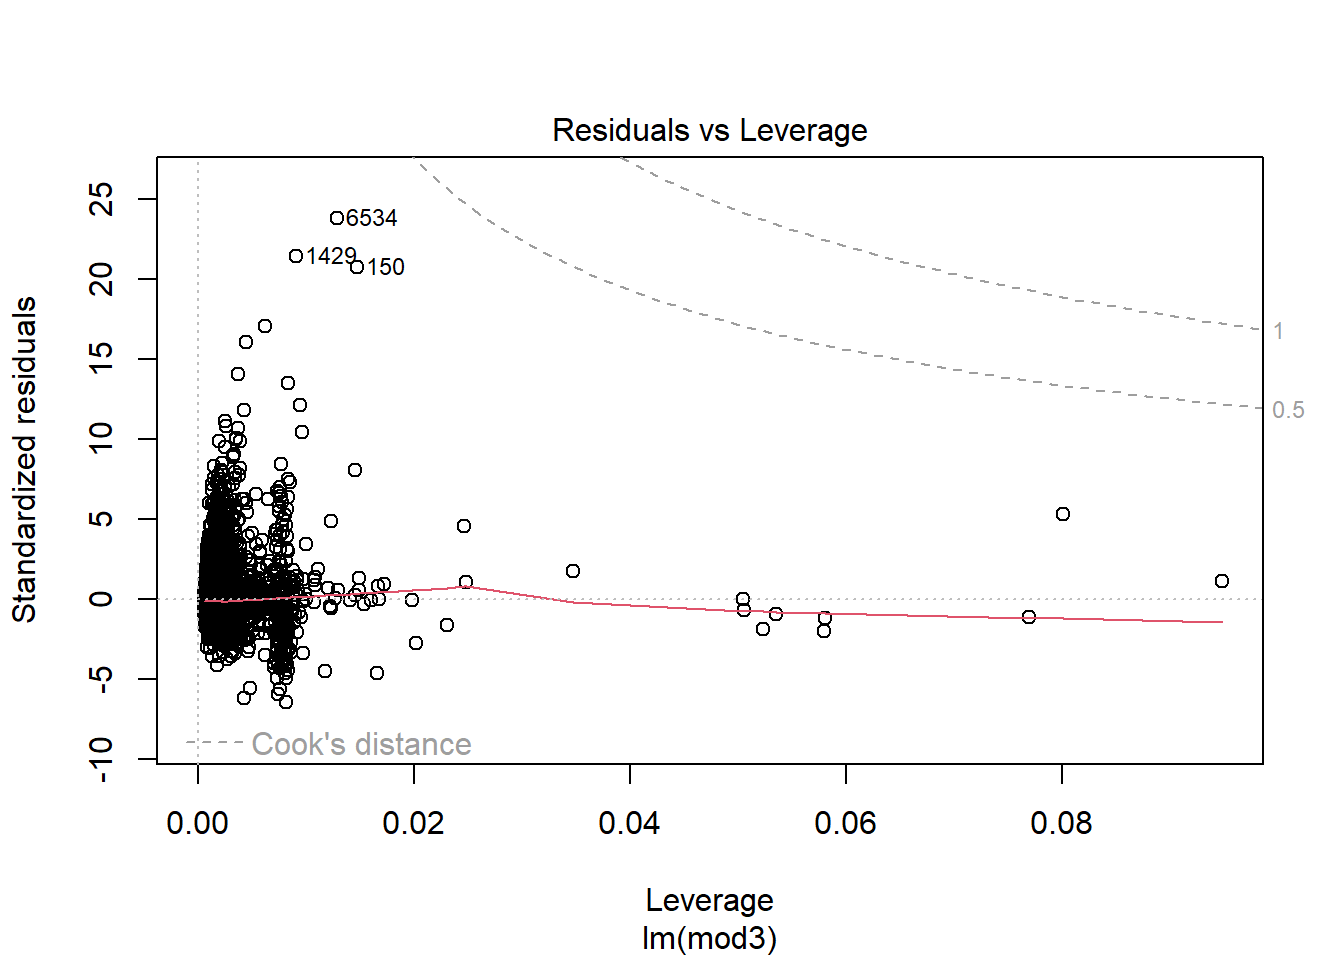 Residuals vs Leverage
Standardized residuals
25
20
15
10
5
0
-5
-10
6534
1429
150
1
0.5
Cook's distance
0.00 0.02 0.04 0.06 0.08
Leverage
lm(mod3)